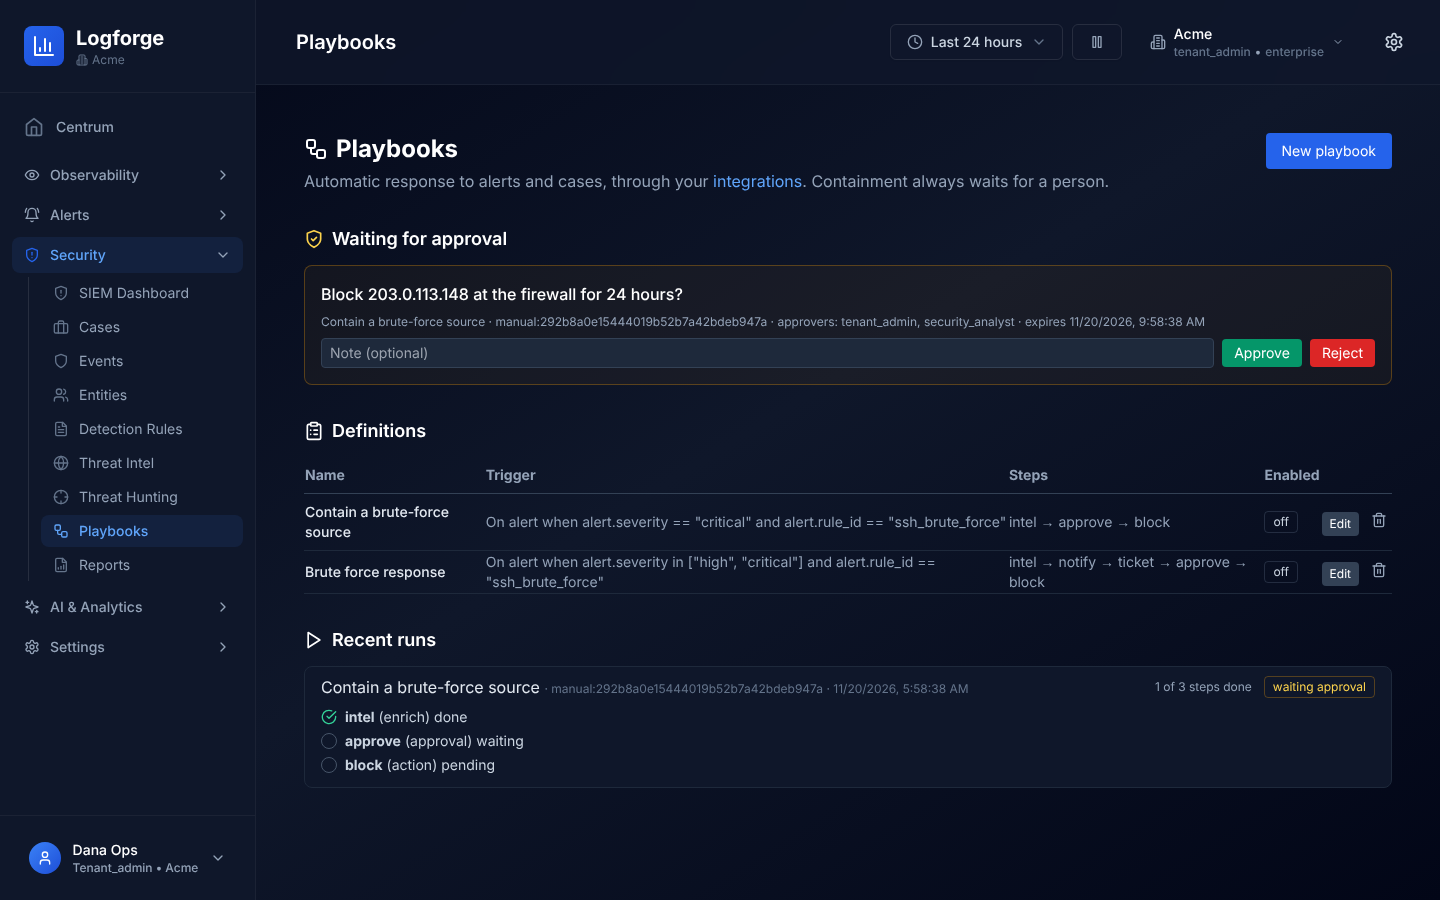 Logforge
Acme
Centrum
Observability
Alerts
Security
SIEM Dashboard
Cases
Events
Entities
Detection Rules
Threat Intel
Threat Hunting
Playbooks
Reports
AI & Analytics
Settings
Dana Ops
Tenant_admin • Acme
Playbooks
Last 24 hours
Acme
tenant_admin • enterprise
Playbooks
New playbook
Automatic response to alerts and cases, through your integrations. Containment always waits for a person.
Waiting for approval
Block 203.0.113.148 at the firewall for 24 hours?
Contain a brute-force source · manual:292b8a0e15444019b52b7a42bdeb947a · approvers: tenant_admin, security_analyst · expires 11/20/2026, 9:58:38 AM
Note (optional)
Approve
Reject
Definitions
Name Trigger Steps Enabled
Contain a brute-force source
On alert when alert.severity == "critical" and alert.rule_id == "ssh_brute_force"
intel → approve → block
off
Edit
Brute force response
On alert when alert.severity in ["high", "critical"] and alert.rule_id ==
"ssh_brute_force"
intel → notify → ticket → approve →
block
off
Edit
Recent runs
Contain a brute-force source · manual:292b8a0e15444019b52b7a42bdeb947a · 11/20/2026, 5:58:38 AM
1 of 3 steps done
waiting approval
intel (enrich) done
approve (approval) waiting
block (action) pending